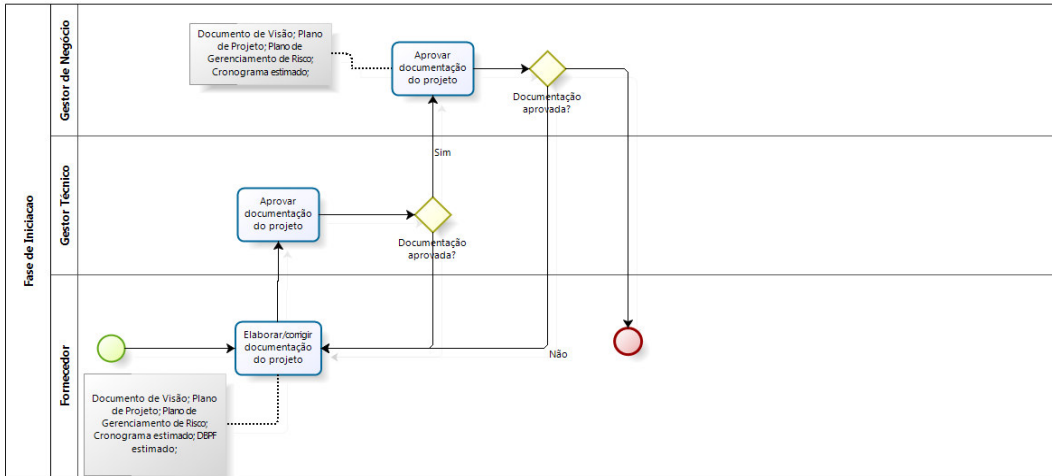 Fase de Iniciacao
Gestor de Negócio
Documento de Visão; Plano
de Projeto; Plano de
Gerenciamento de Risco;
Cronograma estimado;
Aprovar
documentação
do projeto
Documentação
aprovada?
Sim
Gestor Técnico
Aprovar
documentação
do projeto
Documentação
aprovada?
Fornecedor
Elaborar/corrigir
documentação
do projeto
Não
Documento de Visão; Plano
de Projeto; Plano de
Gerenciamento de Risco;
Cronograma estimado; DBPF
estimado;